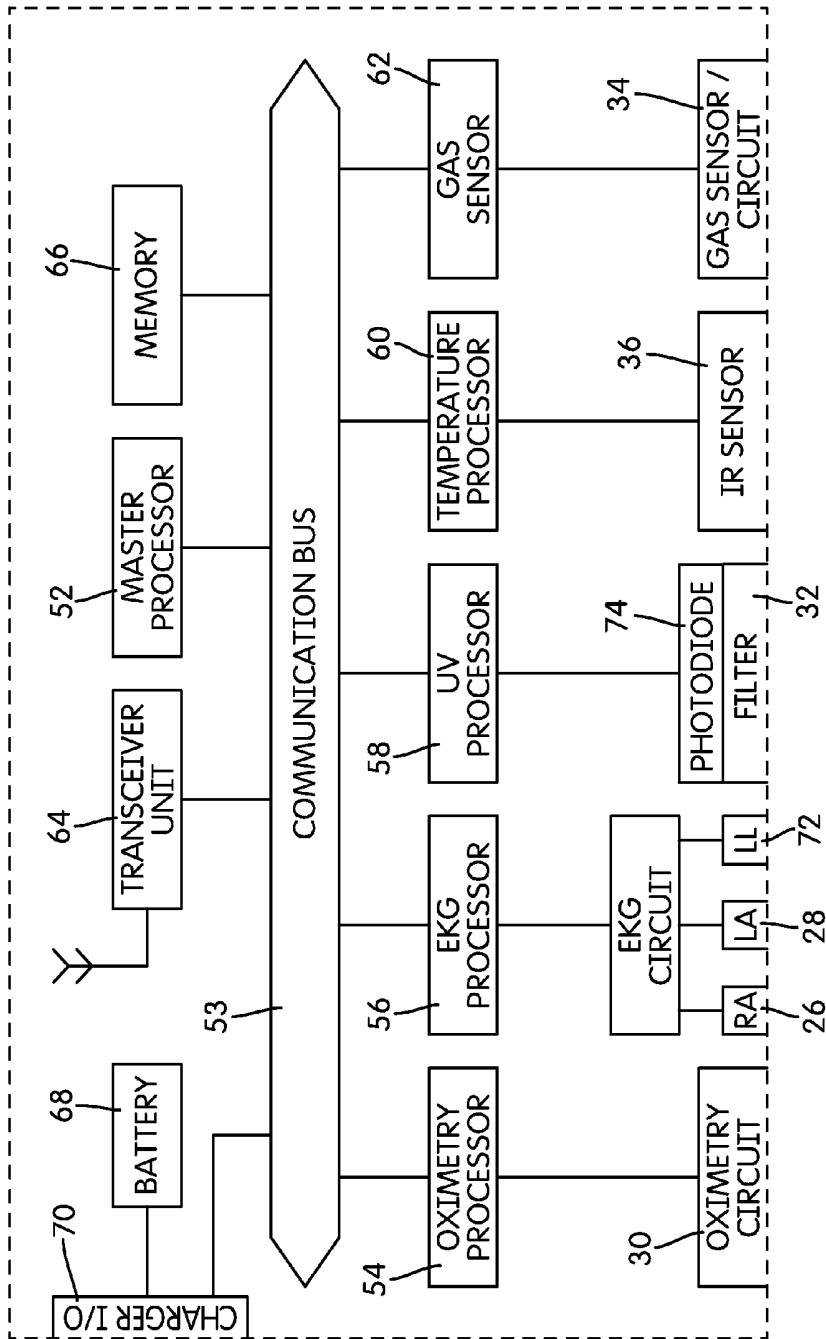 70
CHARGER I/O
68
BATTERY
64
TRANSCEIVER
UNIT
52
MASTER
PROCESSOR
66
MEMORY
53
COMMUNICATION BUS
54
OXIMETRY
PROCESSOR
56
EKG
PROCESSOR
58
UV
PROCESSOR
60
TEMPERATURE
PROCESSOR
62
GAS
SENSOR
30
OXIMETRY
CIRCUIT
EKG
CIRCUIT
RA
LA
LL
26
28
72
74
PHOTODIODE
FILTER
32
36
IR SENSOR
34
GAS SENSOR /
CIRCUIT